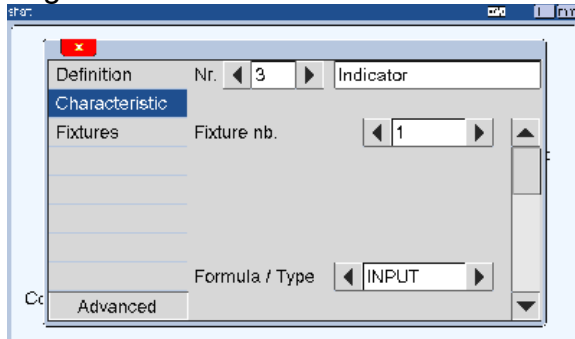 x
Definition Nr. 3 Indicator
Characteristic
Fixtures Fixture nb. 1
Formula / Type INPUT
Advanced